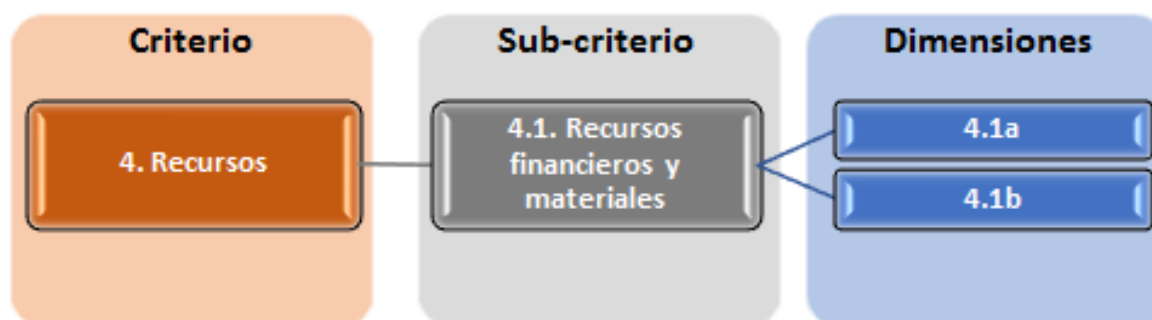 Criterio
Sub-criterio
Dimensiones
4. Recursos
4.1. Recursos
financieros y
materiales
4.1a
4.1b